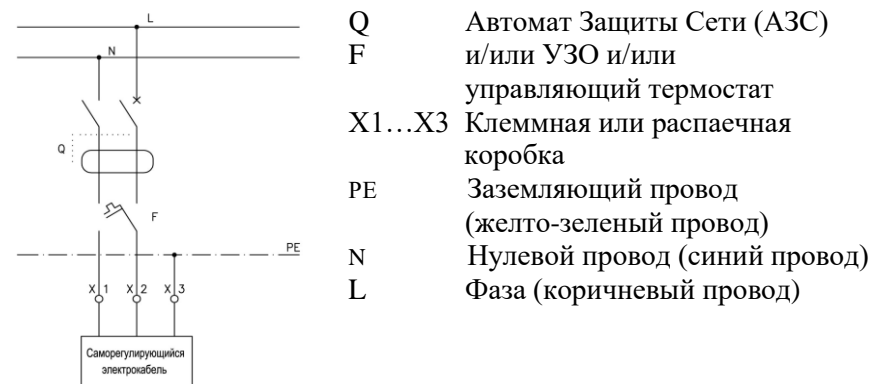 L
N
Q
F
PE
X 1 X 2 X 3
Саморегулирующийся
электрокабель
Q Автомат Защиты Сети (АЗС)
F и/или УЗО и/или
управляющий термостат
X1…X3 Клеммная или распаечная
коробка
PE Заземляющий провод
(желто-зеленый провод)
N Нулевой провод (синий провод)
L Фаза (коричневый провод)